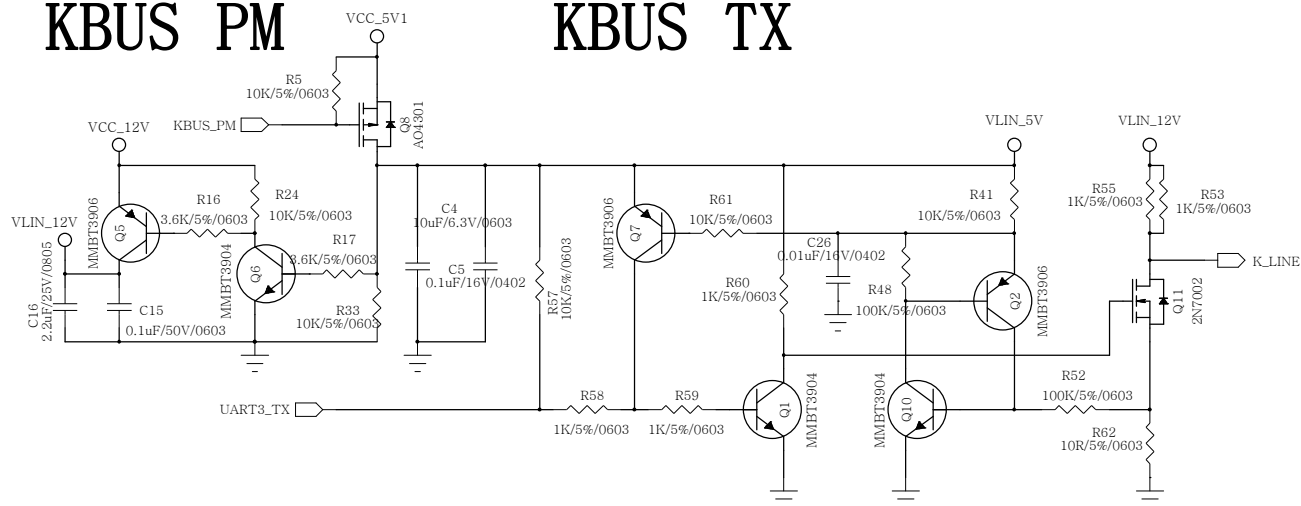 KBUS PM
KBUS TX
VCC_5V1
R5
10K/5%/0603
KBUS_PM
Q8
AO4301
VCC_12V
VLIN_5V
VLIN_12V
R16
3.6K/5%/0603
R24
10K/5%/0603
VLIN_12V
Q5
MMBT3906
Q6
MMBT3904
R17
3.6K/5%/0603
C4
10uF/6.3V/0603
C5
0.1uF/16V/0402
R57
10K/5%/0603
Q7
MMBT3906
R61
10K/5%/0603
C26
0.01uF/16V/0402
R41
10K/5%/0603
R55
1K/5%/0603
R53
1K/5%/0603
K_LINE
C16
2.2uF/25V/0805
C15
0.1uF/50V/0603
R33
10K/5%/0603
R60
1K/5%/0603
R48
100K/5%/0603
Q2
MMBT3906
Q11
2N7002
UART3_TX
R58
1K/5%/0603
R59
1K/5%/0603
Q1
MMBT3904
Q10
MMBT3904
R52
100K/5%/0603
R62
10R/5%/0603